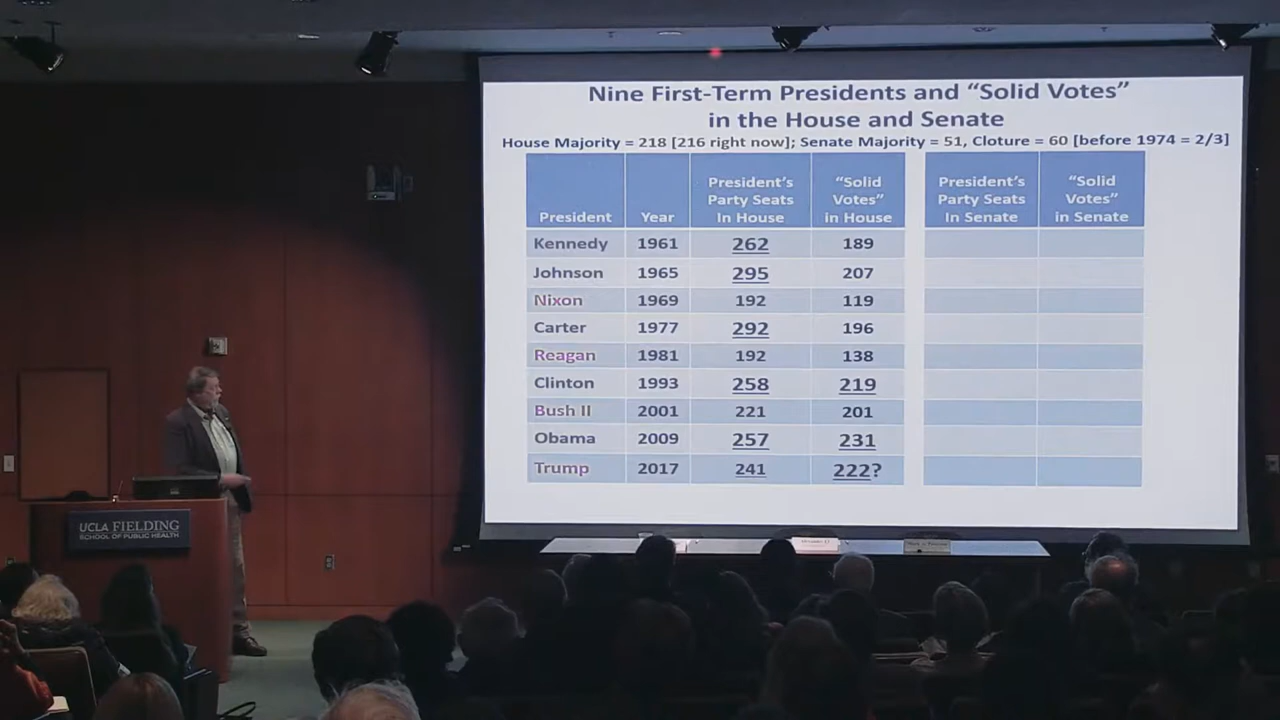 Nine First-Term Presidents and “Solid Votes”
in the House and Senate
House Majority = 218 [216 right now]; Senate Majority = 51, Cloture = 60 [before 1974 = 2/3]
President Year President’s Party Seats In House “Solid Votes” in House President’s Party Seats In Senate “Solid Votes” in Senate
Kennedy 1961 262 189
Johnson 1965 295 207
Nixon 1969 192 119
Carter 1977 292 196
Reagan 1981 192 138
Clinton 1993 258 219
Bush II 2001 221 201
Obama 2009 257 231
Trump 2017 241 222?
UCLA FIELDING
SCHOOL OF PUBLIC HEALTH